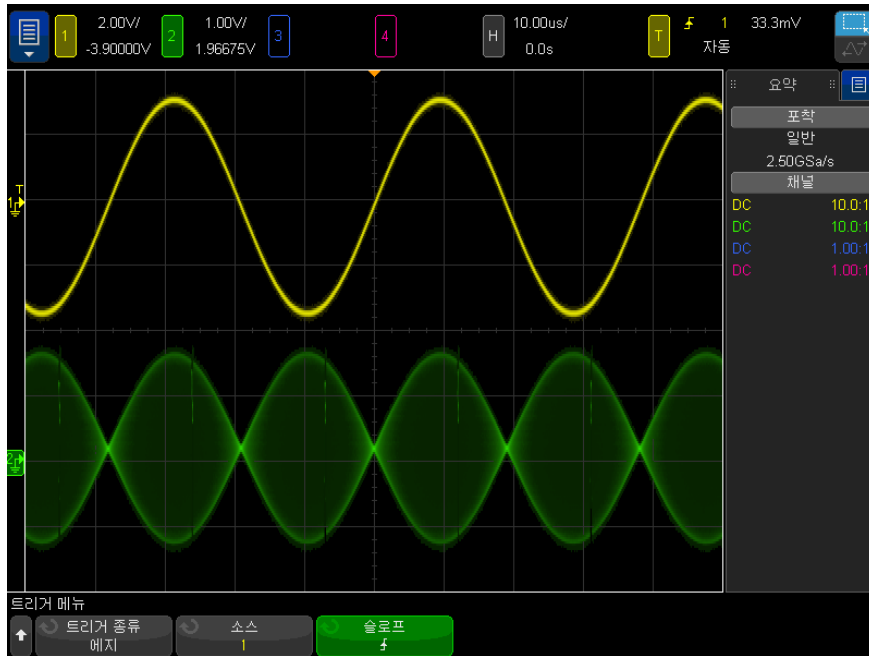 1 2.00V/ -3.90000V
2 1.00V/ 1.96675V
3
4
H 10.00us/ 0.0s
T 1 33.3mV
자동
요약
포착
일반
2.50GSa/s
채널
DC 10.0:1
DC 10.0:1
DC 1.00:1
DC 1.00:1
T
1
2
트리거 메뉴
트리거 종류
에지
소스
1
슬로프